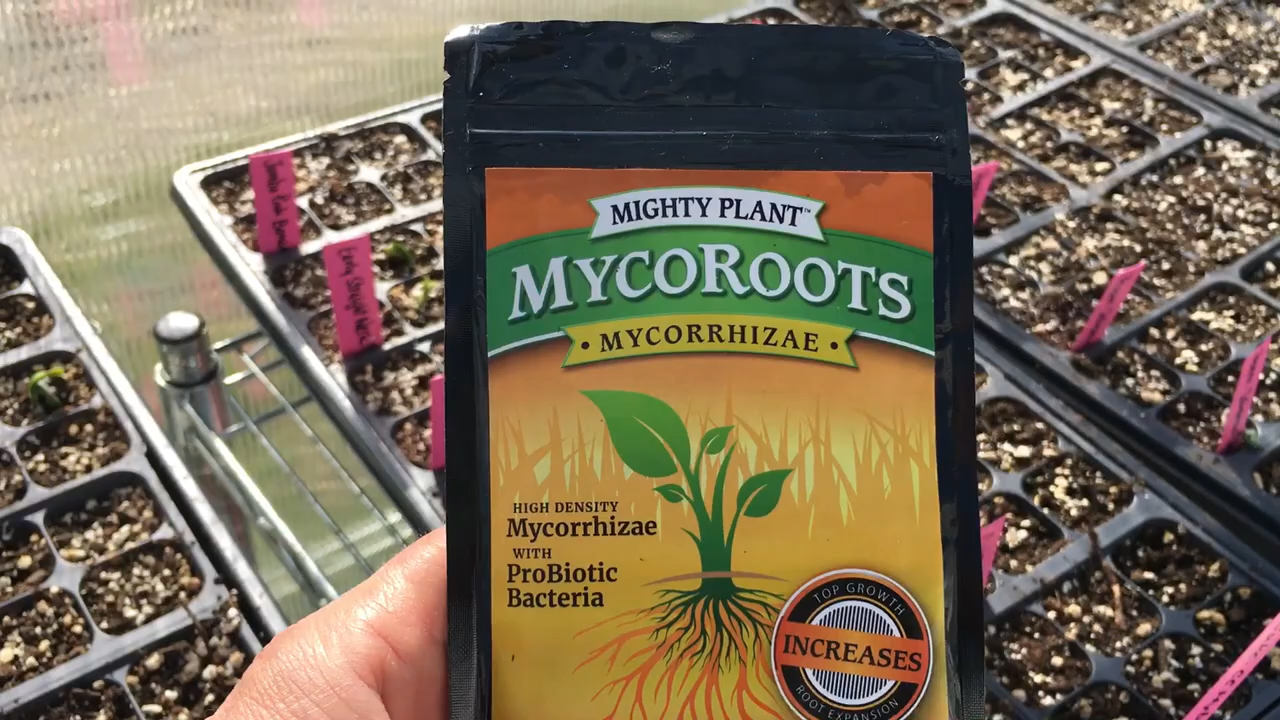 MIGHTY PLANT™
MYCOROOTS
• MYCORRHIZAE •
HIGH DENSITY
Mycorrhizae
WITH
ProBiotic
Bacteria
TOP GROWTH
INCREASES
ROOT EXPANSION